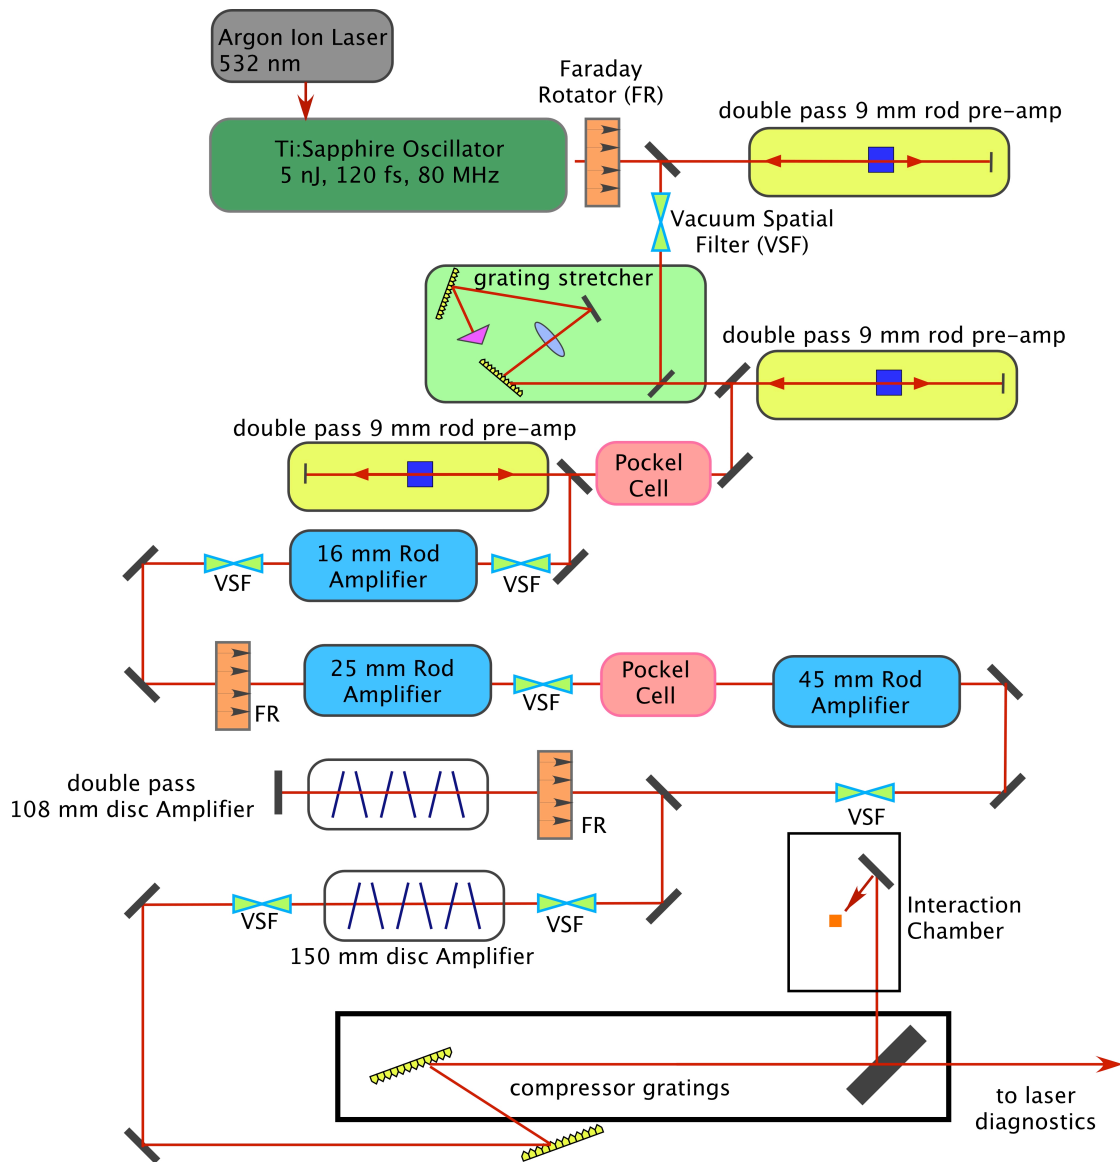 Argon Ion Laser
532 nm
Faraday
Rotator (FR)
double pass 9 mm rod pre-amp
Ti:Sapphire Oscillator
5 nJ, 120 fs, 80 MHz
Vacuum Spatial
Filter (VSF)
grating stretcher
double pass 9 mm rod pre-amp
double pass 9 mm rod pre-amp
Pockel
Cell
16 mm Rod
Amplifier
VSF
VSF
25 mm Rod
Amplifier
Pockel
Cell
45 mm Rod
Amplifier
FR
VSF
double pass
108 mm disc Amplifier
FR
VSF
VSF
VSF
150 mm disc Amplifier
Interaction
Chamber
compressor gratings
to laser
diagnostics